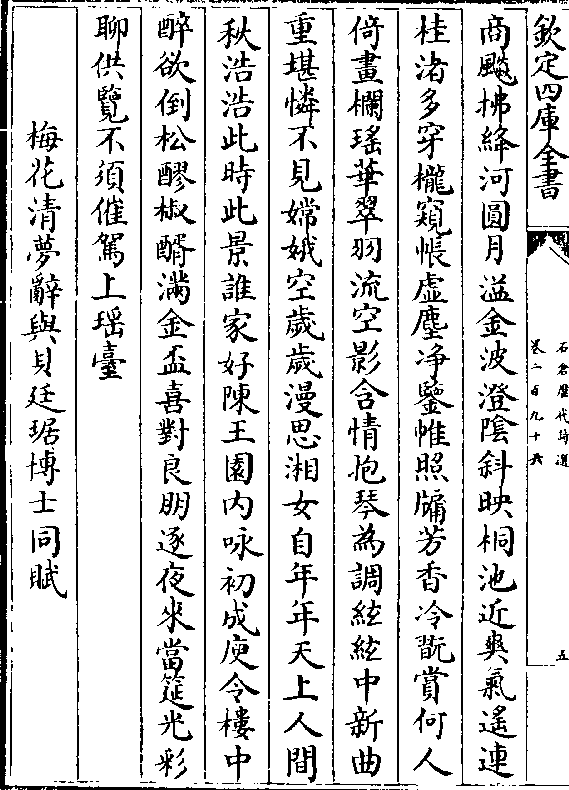 欽定四庫全書
石倉歷代詩選
卷二百九十六
五
商飈拂絳河圓月溢金波澄陰斜映桐池近爽氣遙連
桂渚多穿櫳窺帳虛塵净鑒帷照牖芳香冷翫賞何人
倚畫欄瑤華翠羽流空影含情抱琴為調絃絃中新曲
重堪憐不見嫦娥空歲歲漫思湘女自年年天上人間
秋浩浩此時此景誰家好陳王園内咏初成庾令樓中
醉欲倒松醪椒醑滿金盃喜對良朋逐夜來當筵光彩
聊供覽不須催駕上瑶臺
梅花清夢辭與貝廷琚博士同賦